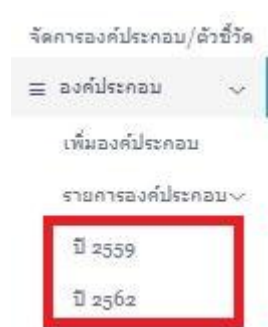 จัดการองค์ประกอบ/ตัวชี้วัด
องค์ประกอบ
เพิ่มองค์ประกอบ
รายการองค์ประกอบ
ปี 2559
ปี 2562